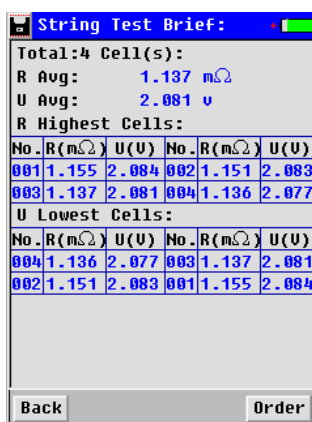 String Test Brief:
Total:4 Cell(s):
R Avg: 1.137 mΩ
U Avg: 2.081 v
R Highest Cells:
No. R(mΩ) U(V) No. R(mΩ) U(V)
001 1.155 2.084 002 1.151 2.083
003 1.137 2.081 004 1.136 2.077
U Lowest Cells:
No. R(mΩ) U(V) No. R(mΩ) U(V)
004 1.136 2.077 003 1.137 2.081
002 1.151 2.083 001 1.155 2.084
Back Order